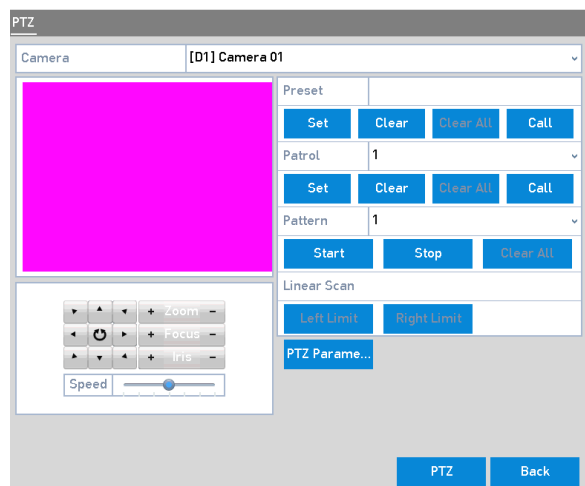 PTZ
Camera [D1] Camera 01
Preset
Set Clear Clear All Call
Patrol 1
Set Clear Clear All Call
Pattern 1
Start Stop Clear All
Linear Scan
Left Limit Right Limit
PTZ Parame...
+ Zoom -
+ Focus -
+ Iris -
Speed
PTZ Back